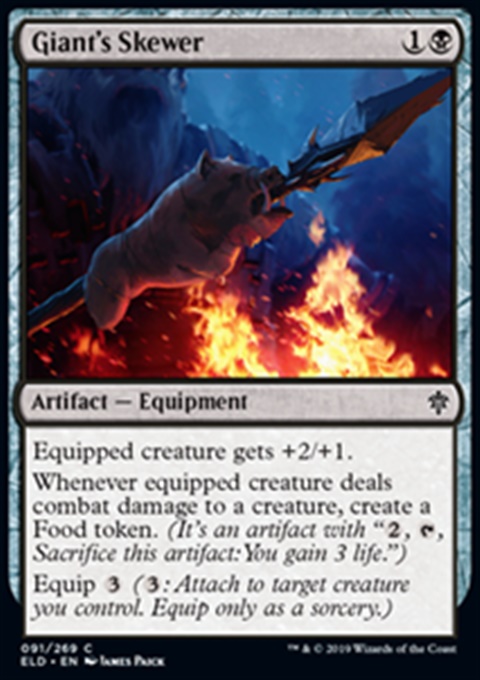 Giant's Skewer 1
Artifact — Equipment
Equipped creature gets +2/+1.
Whenever equipped creature deals
combat damage to a creature, create a
Food token. (It's an artifact with “2, ,
Sacrifice this artifact: You gain 3 life.”)
Equip 3 (3: Attach to target creature
you control. Equip only as a sorcery.)
091/269 C
ELD • EN James Paick
™ & © 2019 Wizards of the Coast